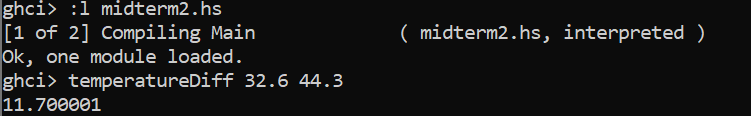 ghci> :l midterm2.hs
[1 of 2] Compiling Main             ( midterm2.hs, interpreted )
Ok, one module loaded.
ghci> temperatureDiff 32.6 44.3
11.700001